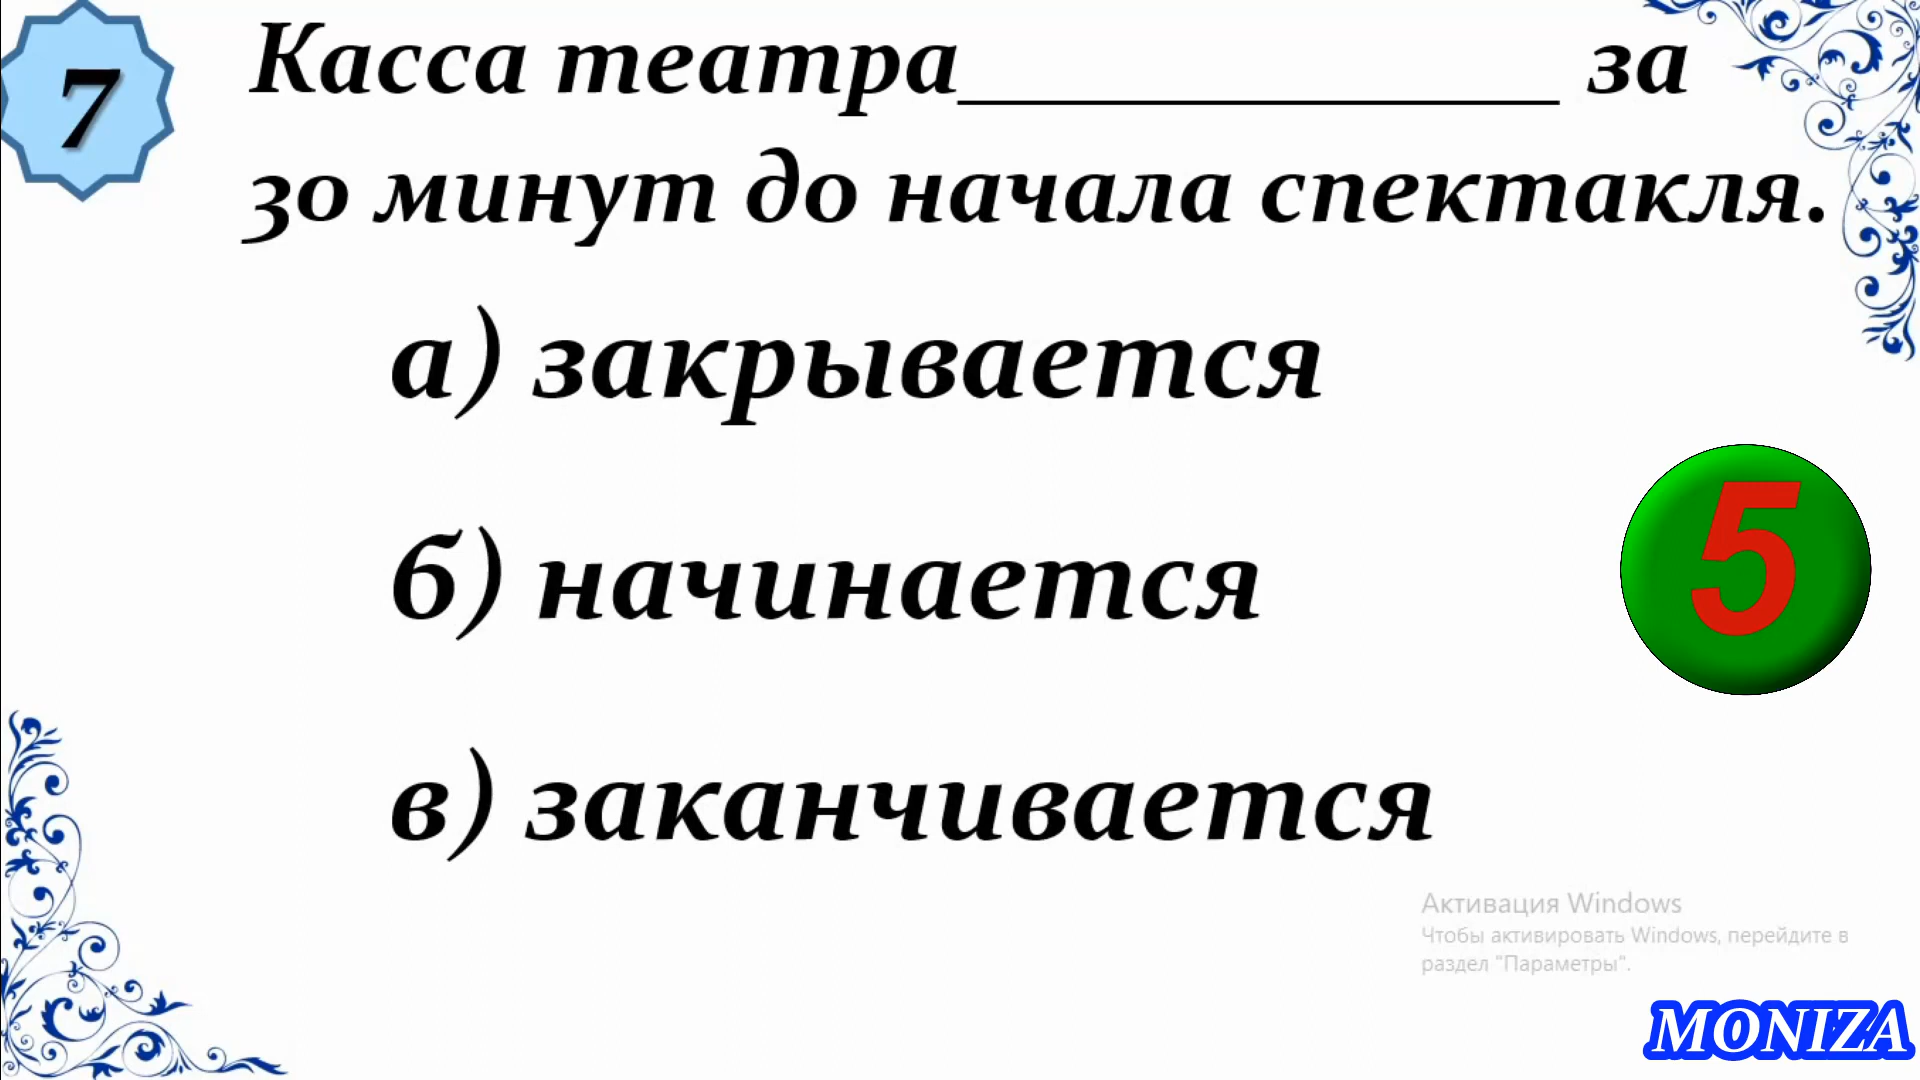 7
Касса театра____________ за
30 минут до начала спектакля.
а) закрывается
б) начинается
5
в) заканчивается
Активация Windows
Чтобы активировать Windows, перейдите в
раздел "Параметры".
MONIZA